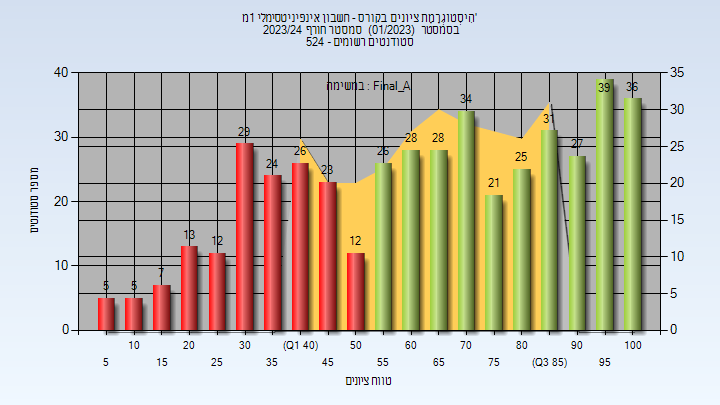 היסטוגרמת ציונים בקורס - חשבון אינפיניטסימלי 1מ'
בסמסטר (01/2023) סמסטר חורף 2023/24
סטודנטים רשומים - 524
במשימה : Final_A
מספר סטודנטים
40 30 20 10 0
35 30 25 20 15 10 5 0
5 5 7 13 12 29 24 26 23 12 26 28 28 34 21 25 31 27 39 36
10 20 30 (Q1 40) 50 60 70 80 90 100
5 15 25 35 45 55 65 75 (Q3 85) 95
טווח ציונים